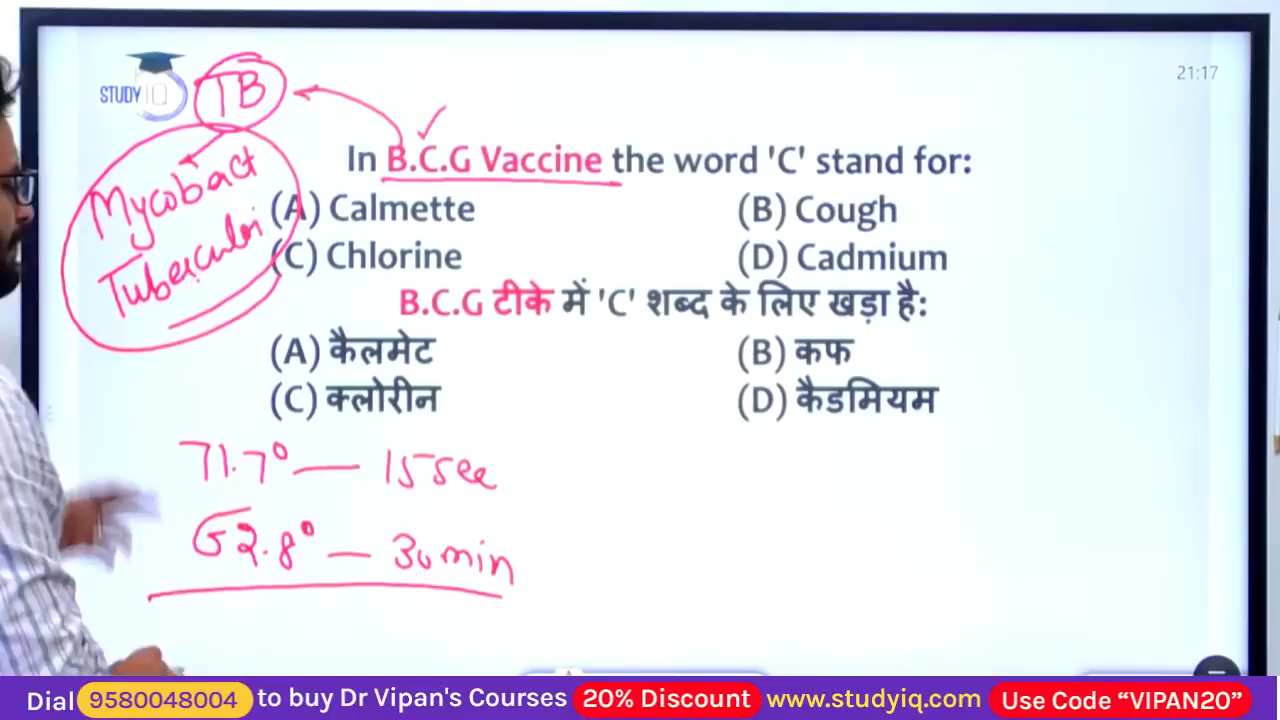 21:17
STUDY IQ
TB
Mycobact
Tuberculosi
In B.C.G Vaccine the word 'C' stand for:
(A) Calmette (B) Cough
(C) Chlorine (D) Cadmium
B.C.G टीके में 'C' शब्द के लिए खड़ा है:
(A) कैलमेट (B) कफ
(C) क्लोरीन (D) कैडमियम
71.7° — 15 sec
62.8° — 30 min
Dial 9580048004 to buy Dr Vipan's Courses 20% Discount www.studyiq.com Use Code “VIPAN20”